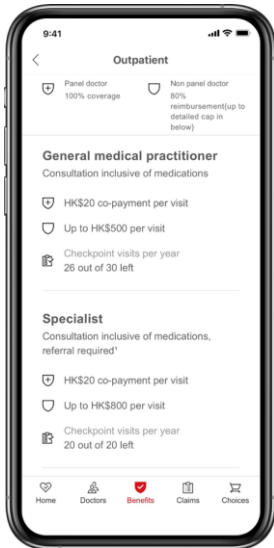 9:41
Outpatient
Panel doctor
100% coverage
Non panel doctor
80%
reimbursement(up to
detailed cap in
below)
General medical practitioner
Consultation inclusive of medications
HK$20 co-payment per visit
Up to HK$500 per visit
Checkpoint visits per year
26 out of 30 left
Specialist
Consultation inclusive of medications,
referral required¹
HK$20 co-payment per visit
Up to HK$800 per visit
Checkpoint visits per year
20 out of 20 left
Home Doctors Benefits Claims Choices